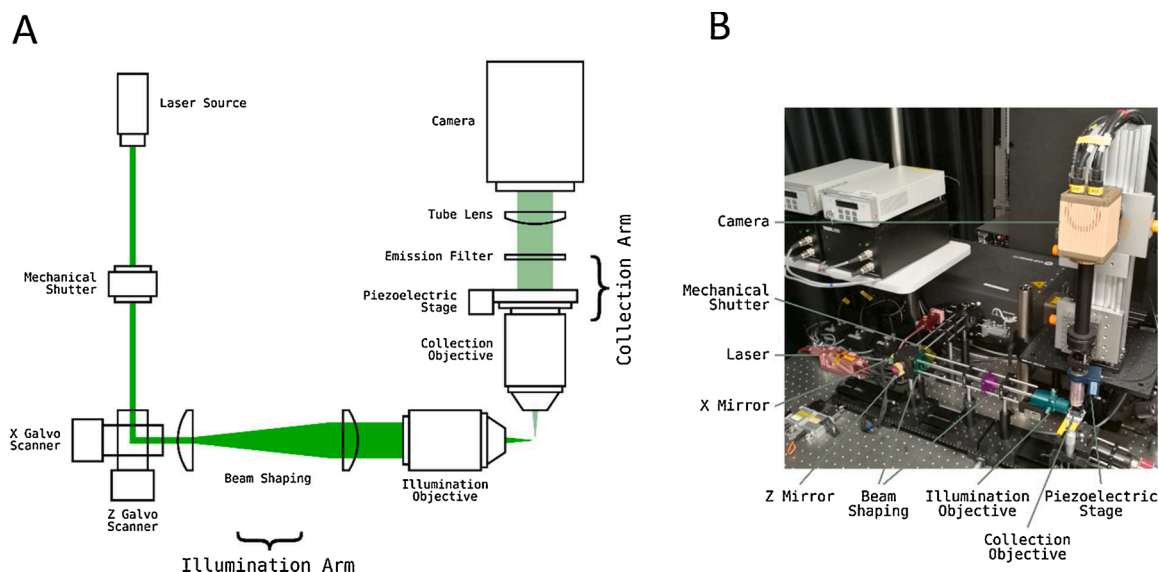 A
B
Laser Source
Camera
Tube Lens
Emission Filter
Mechanical
Shutter
Piezoelectric
Stage
Collection
Objective
Collection Arm
X Galvo
Scanner
Beam Shaping
Illumination
Objective
Z Galvo
Scanner
Illumination Arm
Camera
Mechanical
Shutter
Laser
X Mirror
Z Mirror
Beam
Shaping
Illumination
Objective
Piezoelectric
Stage
Collection
Objective